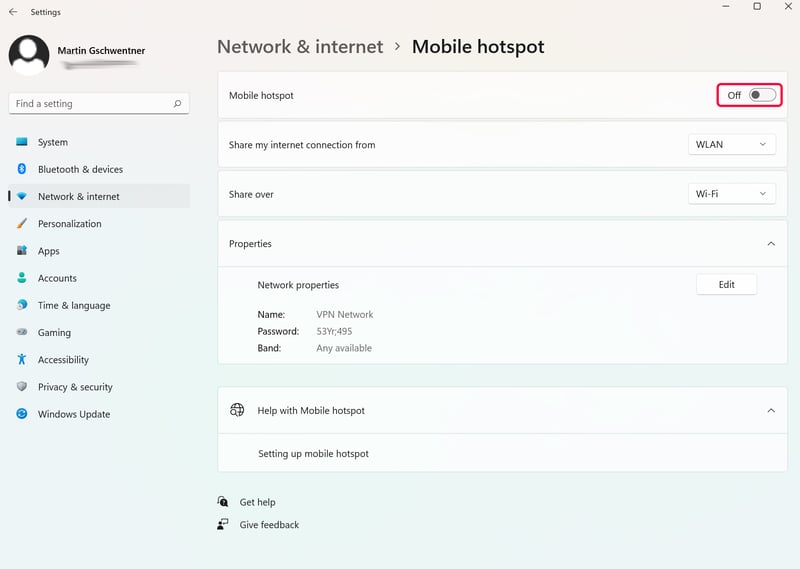 Settings
Martin Gschwentner
Find a setting
System
Bluetooth & devices
Network & internet
Personalization
Apps
Accounts
Time & language
Gaming
Accessibility
Privacy & security
Windows Update
Network & internet › Mobile hotspot
Mobile hotspot Off
Share my internet connection from WLAN
Share over Wi-Fi
Properties
Network properties Edit
Name: VPN Network
Password: 53Yr;495
Band: Any available
Help with Mobile hotspot
Setting up mobile hotspot
Get help
Give feedback